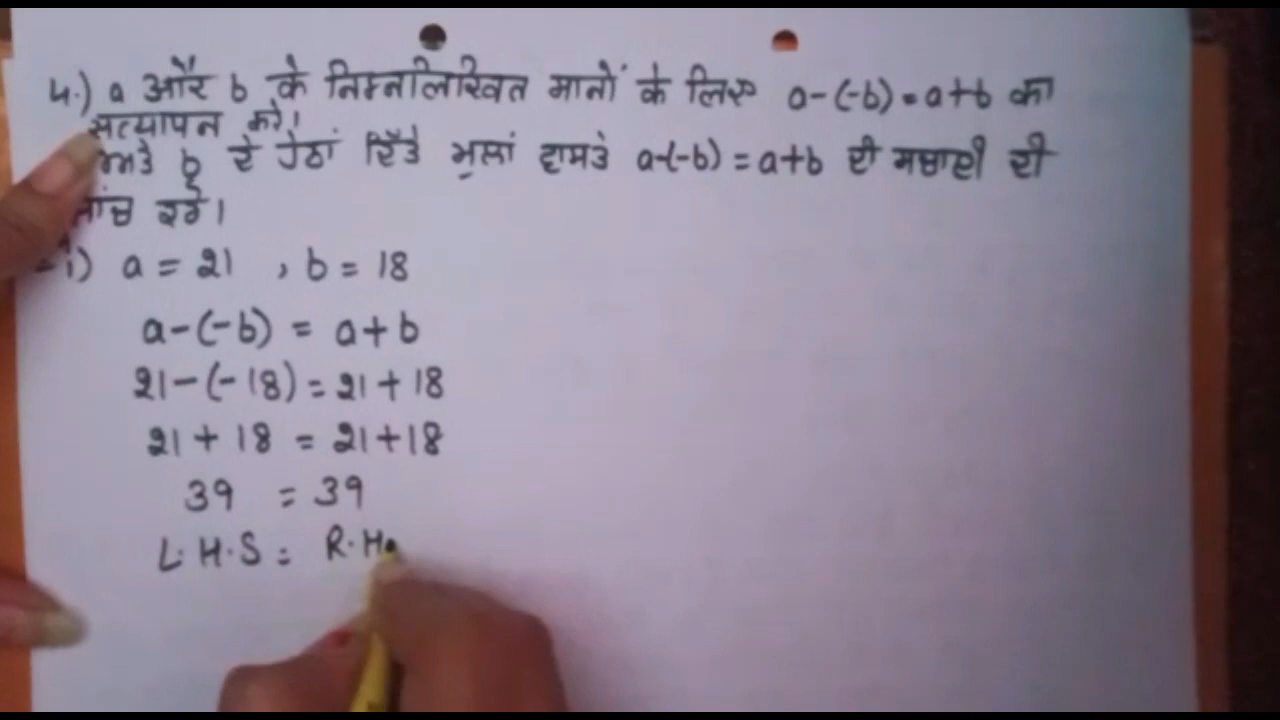 4.) a और b के निम्नलिखित मानों के लिए a-(-b)=a+b का
सत्यापन करो।
ਅਤੇ b ਦੇ ਹੇਠਾਂ ਦਿੱਤੇ ਮੁਲਾਂ ਵਾਸਤੇ a-(-b) = a+b ਦੀ ਸਚਾਈ ਦੀ
ਜਾਂਚ ਕਰੋ।
i) a = 21 , b = 18
a-(-b) = a+b
21-(-18) = 21+18
21+18 = 21+18
39 = 39
L.H.S = R.H